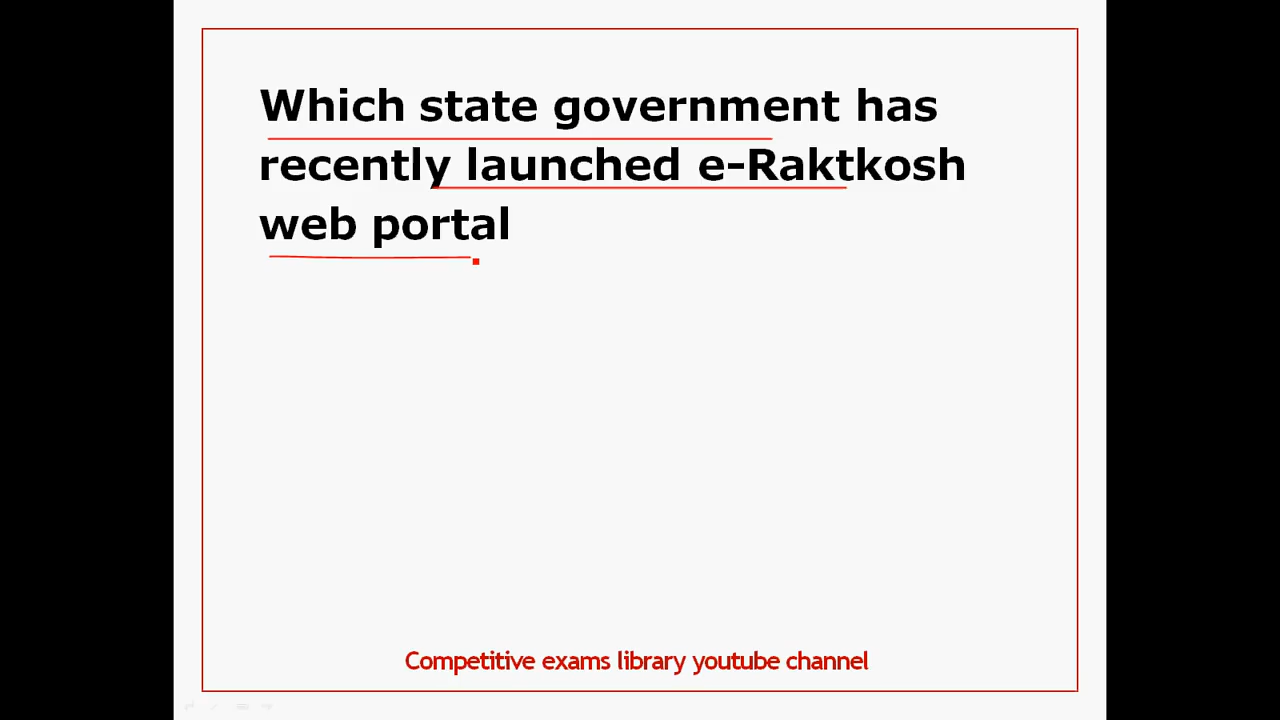 Which state government has
recently launched e-Raktkosh
web portal
Competitive exams library youtube channel